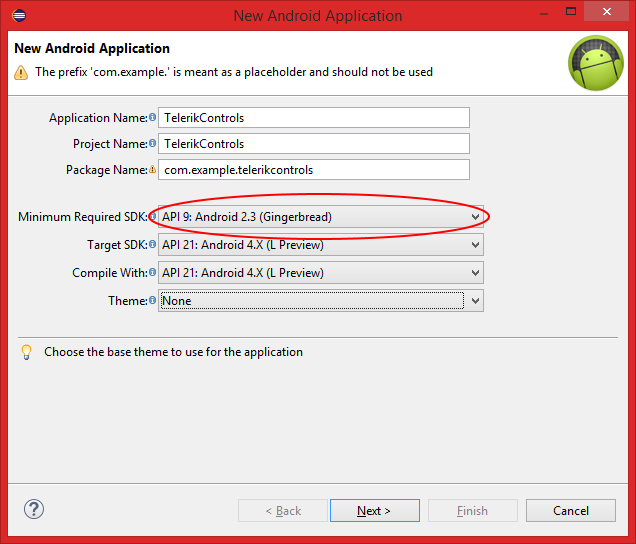 New Android Application
New Android Application
The prefix 'com.example.' is meant as a placeholder and should not be used
Application Name: TelerikControls
Project Name: TelerikControls
Package Name: com.example.telerikcontrols
Minimum Required SDK: API 9: Android 2.3 (Gingerbread)
Target SDK: API 21: Android 4.X (L Preview)
Compile With: API 21: Android 4.X (L Preview)
Theme: None
Choose the base theme to use for the application
? < Back Next > Finish Cancel